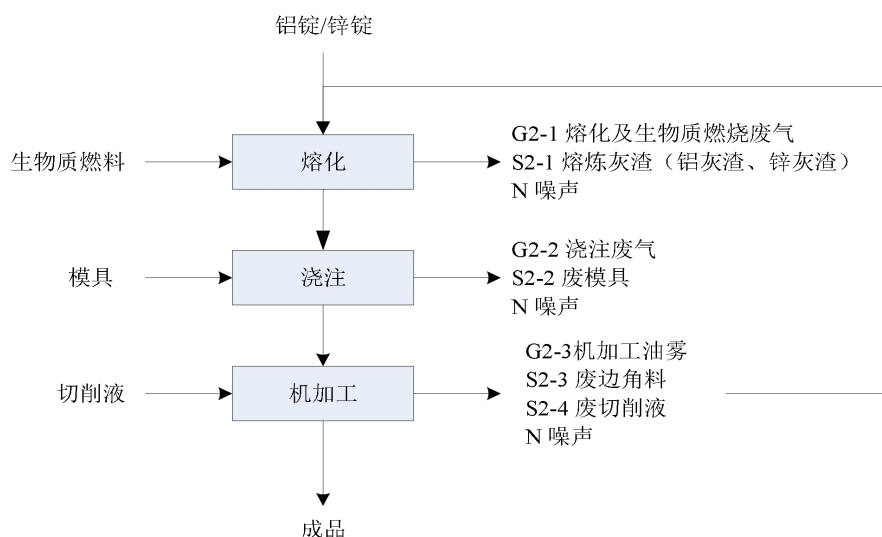 铝锭/锌锭
G2-1 熔化及生物质燃烧废气
生物质燃料
熔化
S2-1 熔炼灰渣（铝灰渣、锌灰渣）
N 噪声
G2-2 浇注废气
模具
浇注
S2-2 废模具
N 噪声
G2-3机加工油雾
S2-3 废边角料
切削液
机加工
S2-4 废切削液
N 噪声
成品